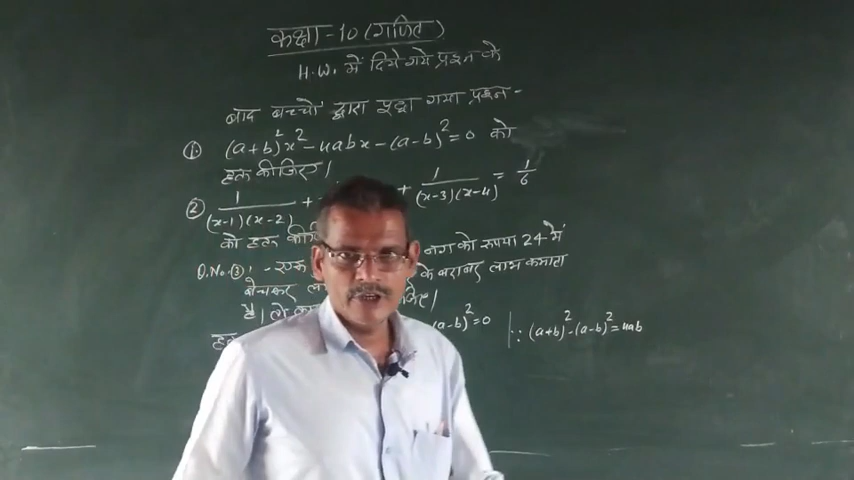 कक्षा-10 (गणित)
H.W. में दिये गये प्रश्न के
बाद बच्चों द्वारा पूछा गया प्रश्न-
① (a+b)²x²-4abx-(a-b)²=0 को
हल कीजिए।
② 1/(x-1)(x-2) + + 1/(x-3)(x-4) = 1/6
को हल
Q.No.③:- एक को रुपया 24 में
बेचकर के बराबर लाभ कमाता
है। तो
हल (a-b)²=0 ∵ (a+b)²-(a-b)²=4ab